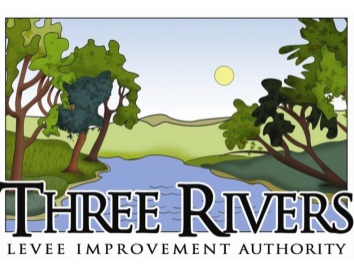 THREE RIVERS
LEVEE IMPROVEMENT AUTHORITY